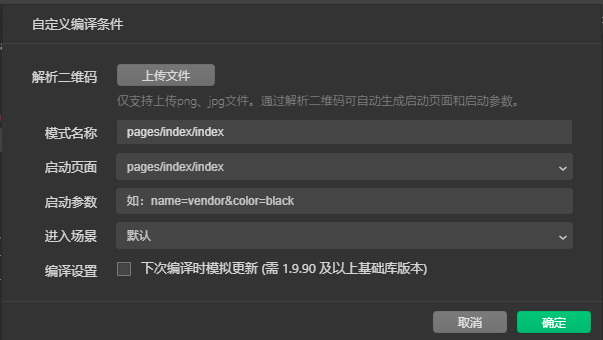 自定义编译条件
解析二维码 上传文件
仅支持上传png、jpg文件。通过解析二维码可自动生成启动页面和启动参数。
模式名称 pages/index/index
启动页面 pages/index/index
启动参数 如：name=vendor&color=black
进入场景 默认
编译设置 下次编译时模拟更新 (需 1.9.90 及以上基础库版本)
取消 确定